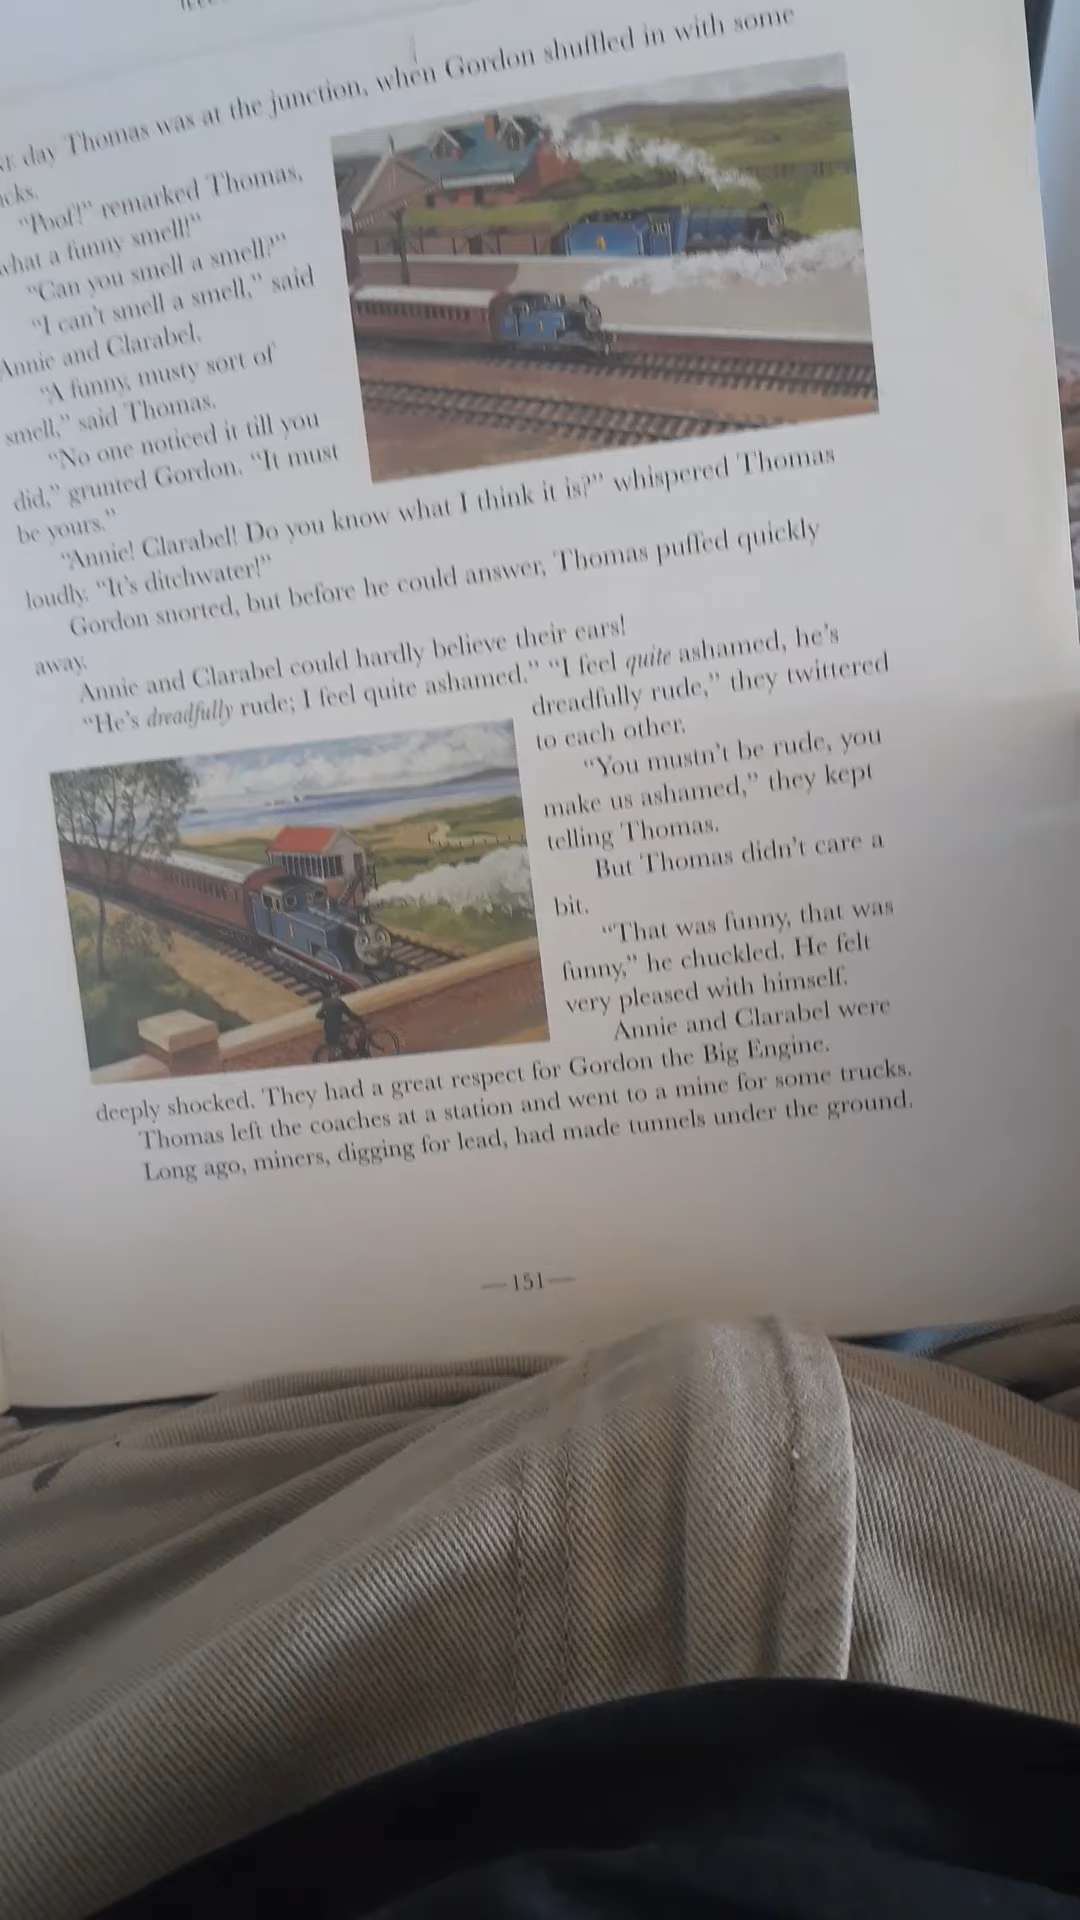 day Thomas was at the junction, when Gordon shuffled in with some
"Poof!" remarked Thomas,
what a funny smell!"
"Can you smell a smell?"
"I can't smell a smell," said
Annie and Clarabel.
"A funny, musty sort of
smell," said Thomas.
"No one noticed it till you
did," grunted Gordon. "It must
be yours."
"Annie! Clarabel! Do you know what I think it is?" whispered Thomas
loudly. "It's ditchwater!"
Gordon snorted, but before he could answer, Thomas puffed quickly
away.
Annie and Clarabel could hardly believe their ears!
"He's dreadfully rude; I feel quite ashamed." "I feel quite ashamed, he's
dreadfully rude," they twittered
to each other.
"You mustn't be rude, you
make us ashamed," they kept
telling Thomas.
But Thomas didn't care a
bit.
"That was funny, that was
funny," he chuckled. He felt
very pleased with himself.
Annie and Clarabel were
deeply shocked. They had a great respect for Gordon the Big Engine.
Thomas left the coaches at a station and went to a mine for some trucks.
Long ago, miners, digging for lead, had made tunnels under the ground.
—151—